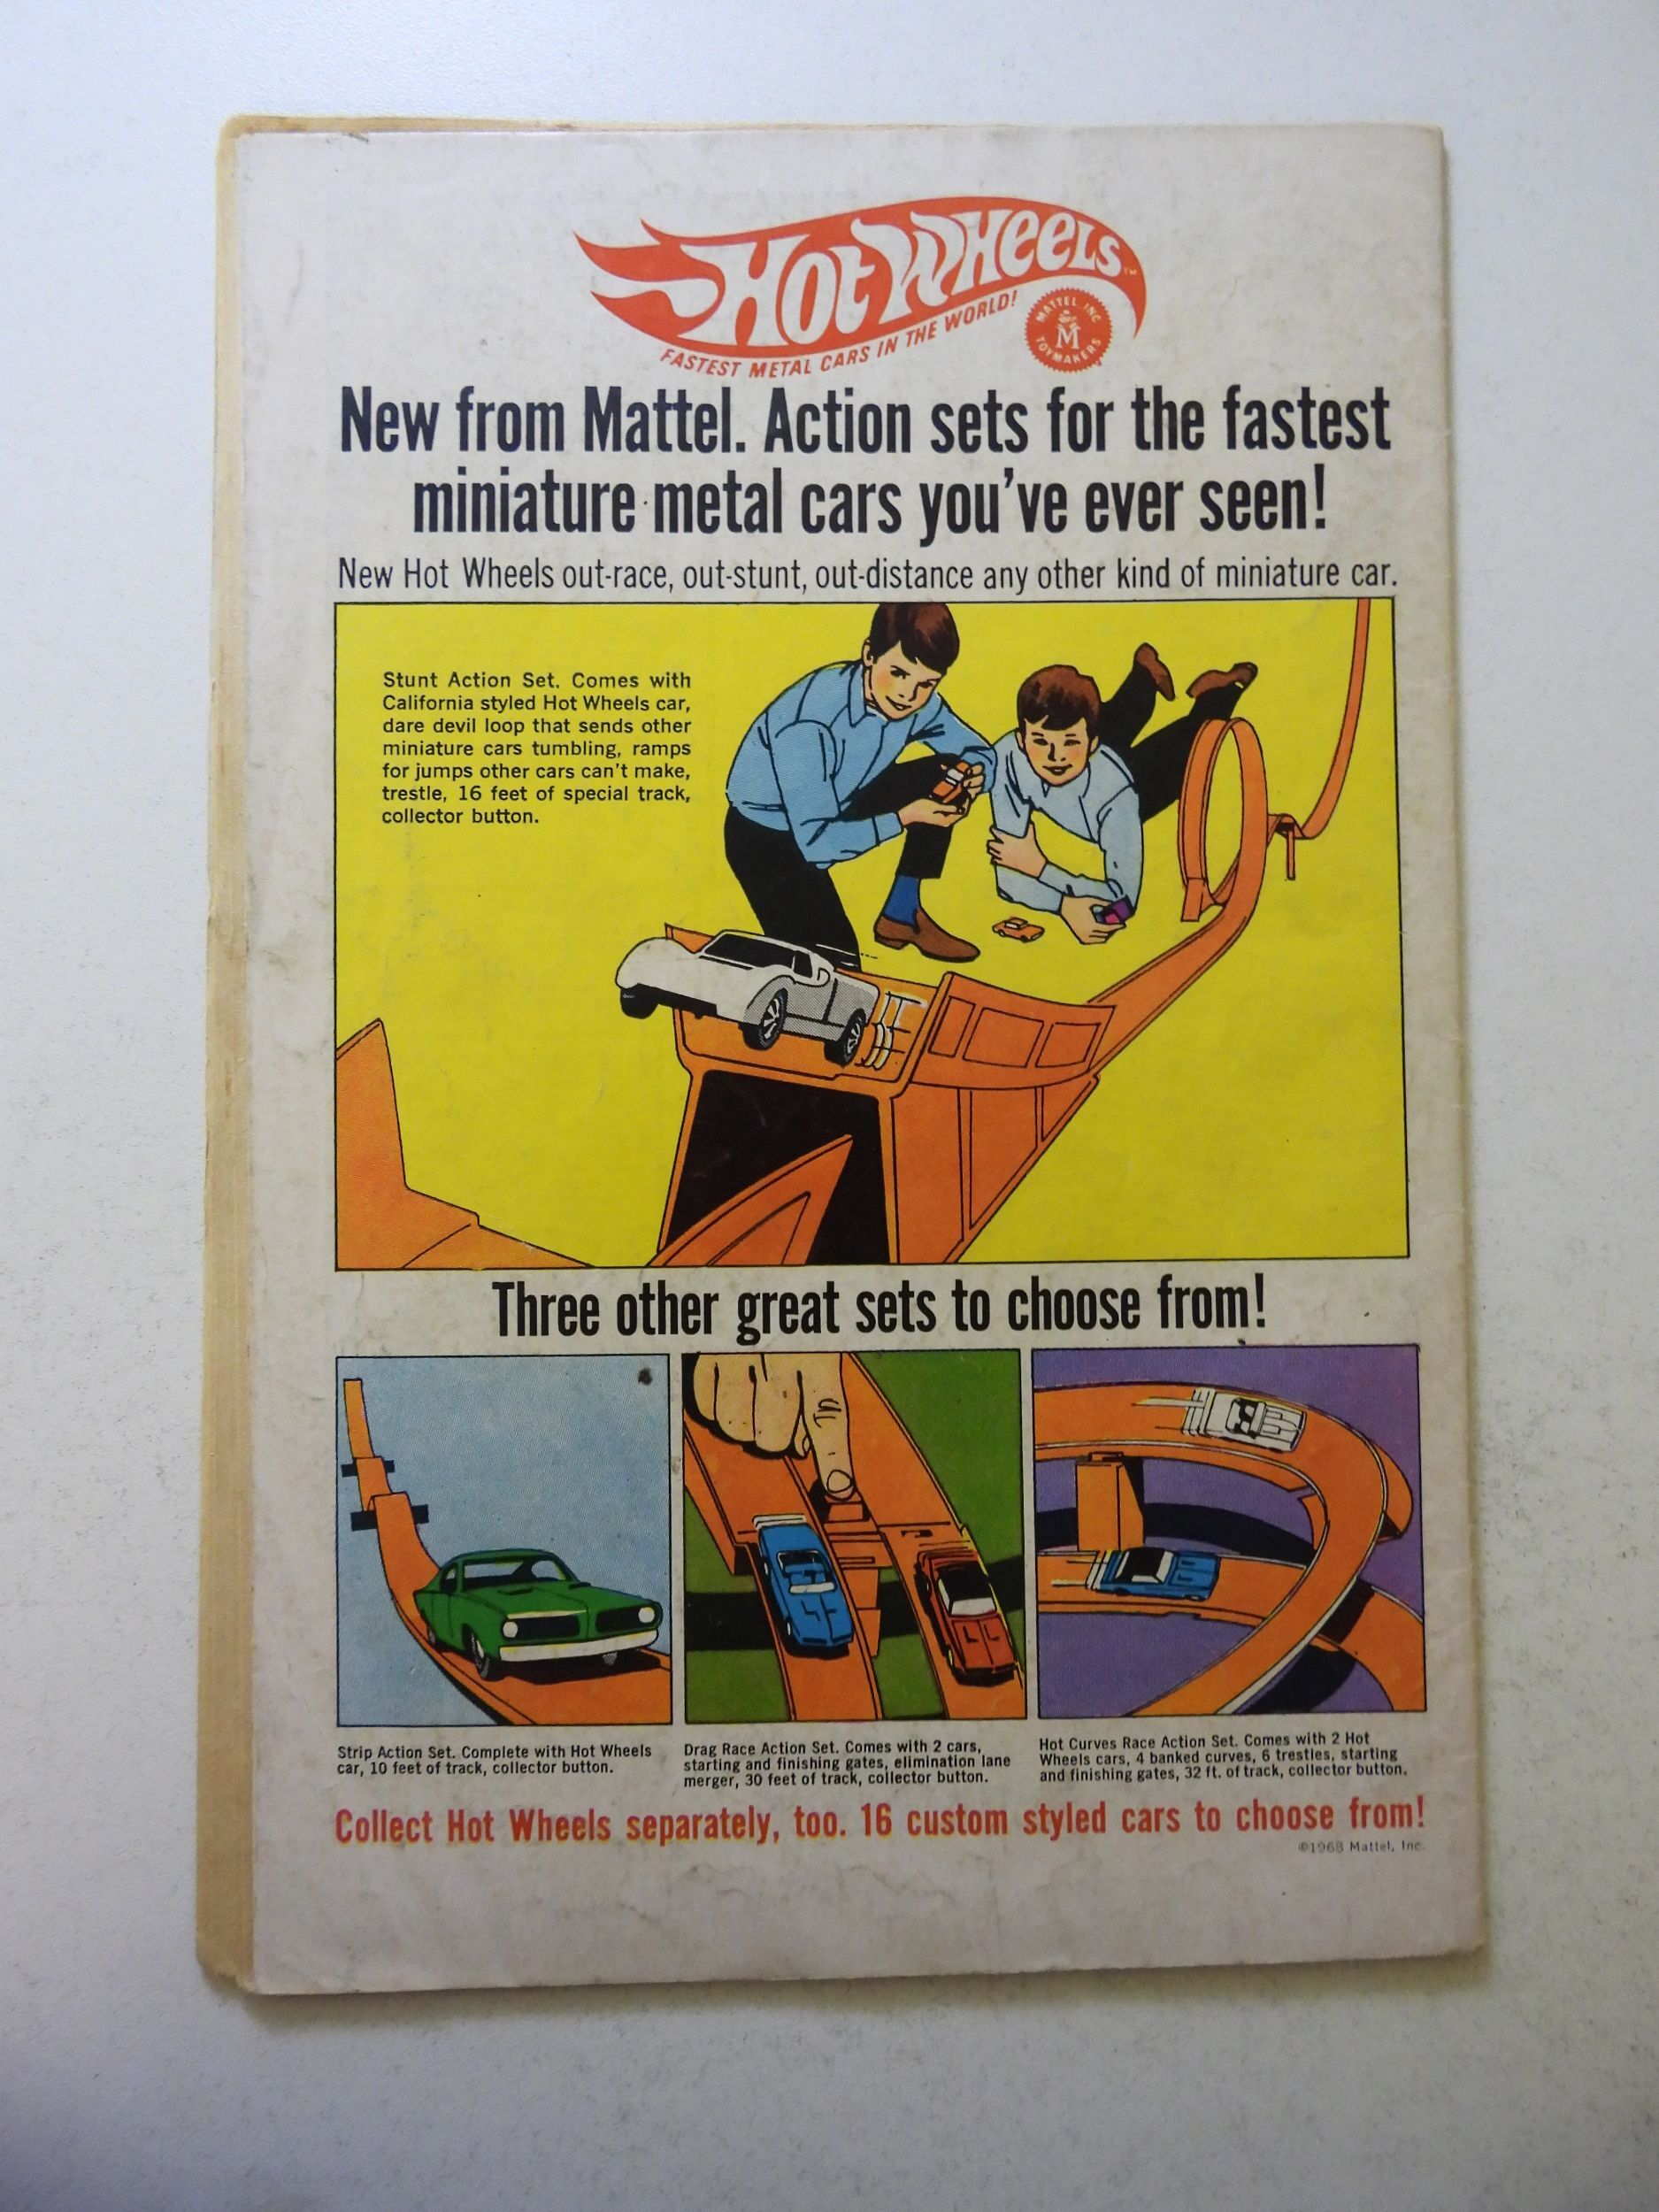 Hot Wheels™
FASTEST METAL CARS IN THE WORLD!
MATTEL, INC.
M
TOYMAKERS
New from Mattel. Action sets for the fastest
miniature metal cars you've ever seen!
New Hot Wheels out-race, out-stunt, out-distance any other kind of miniature car.
Stunt Action Set. Comes with
California styled Hot Wheels car,
dare devil loop that sends other
miniature cars tumbling, ramps
for jumps other cars can't make,
trestle, 16 feet of special track,
collector button.
Three other great sets to choose from!
Strip Action Set. Complete with Hot Wheels
car, 10 feet of track, collector button.
Drag Race Action Set. Comes with 2 cars,
starting and finishing gates, elimination lane
merger, 30 feet of track, collector button.
Hot Curves Race Action Set. Comes with 2 Hot
Wheels cars, 4 banked curves, 6 trestles, starting
and finishing gates, 32 ft. of track, collector button.
Collect Hot Wheels separately, too. 16 custom styled cars to choose from!
©1968 Mattel, Inc.